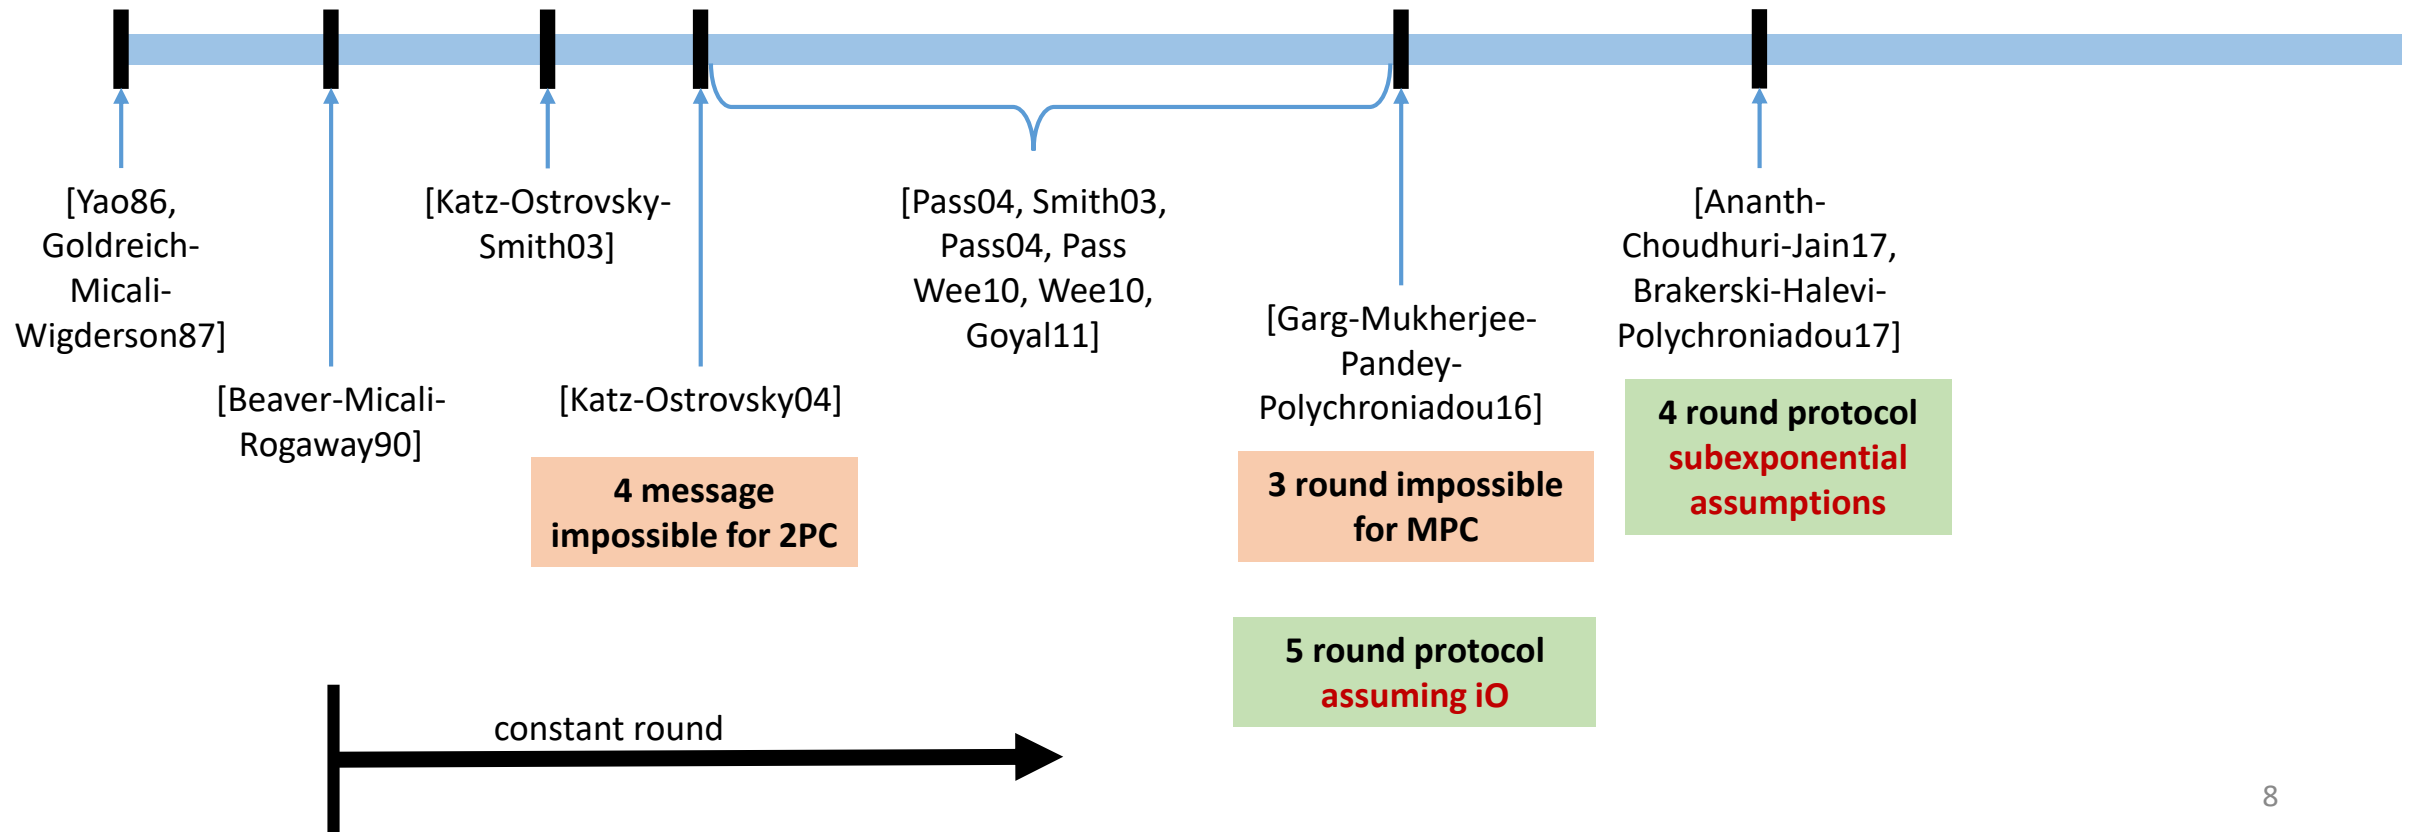 [Yao86,
Goldreich-
Micali-
Wigderson87]
[Beaver-Micali-
Rogaway90]
[Katz-Ostrovsky-
Smith03]
[Katz-Ostrovsky04]
4 message
impossible for 2PC
[Pass04, Smith03,
Pass04, Pass
Wee10, Wee10,
Goyal11]
[Garg-Mukherjee-
Pandey-
Polychroniadou16]
3 round impossible
for MPC
5 round protocol
assuming iO
[Ananth-
Choudhuri-Jain17,
Brakerski-Halevi-
Polychroniadou17]
4 round protocol
subexponential
assumptions
constant round
8